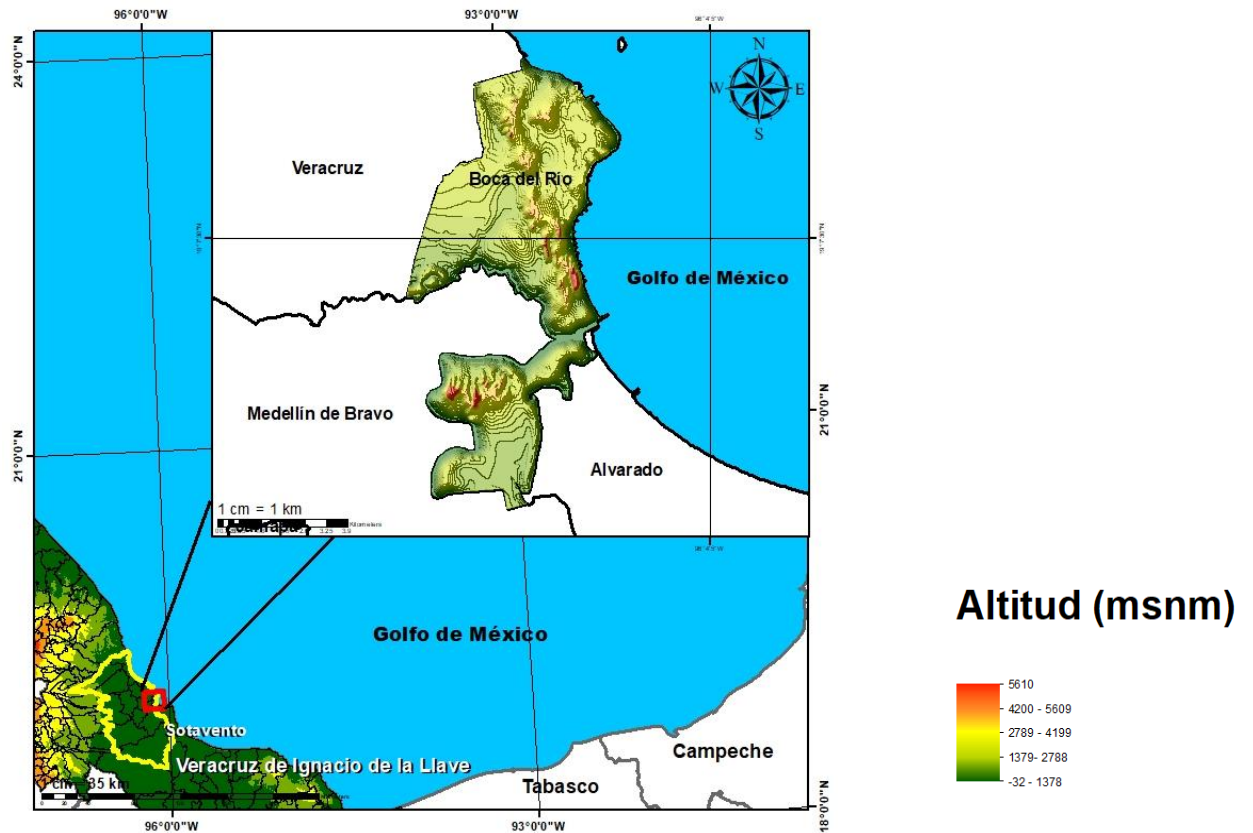 96°0'0"W
93°0'0"W
24°0'0"N
N
W
E
S
Veracruz
Boca del Río
Golfo de México
21°0'0"N
Medellín de Bravo
21°0'0"N
Alvarado
1 cm = 1 km
Kilometers
Altitud (msnm)
Golfo de México
5610
4200 - 5609
2789 - 4199
1379- 2788
-32 - 1378
Sotavento
Campeche
Veracruz de Ignacio de la Llave
Tabasco
96°0'0"W
93°0'0"W
18°0'0"N